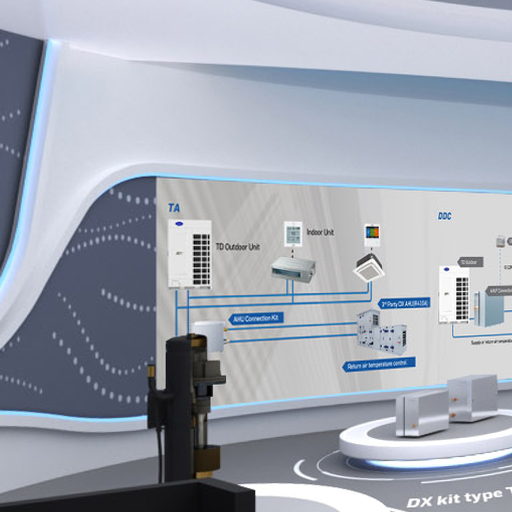 TA
TD Outdoor Unit
Indoor Unit
AHU Connection Kit
3rd Party DX AHU(R410A)
Return air temperature control
DDC
TD Outdoor
DX kit type T